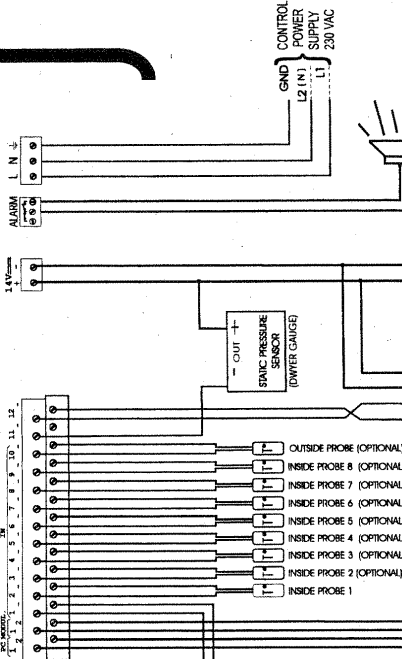 CONTROL
POWER
SUPPLY
230 VAC
GND
L2 (N)
L1
L N
ALARM
14V
- +
- OUT +
STATIC PRESSURE
SENSOR
(DWYER GAUGE)
12
11
10
9
8
7
6
5
4
3
2
1
IN
OUTSIDE PROBE (OPTIONAL)
INSIDE PROBE 8 (OPTIONAL
INSIDE PROBE 7 (OPTIONAL
INSIDE PROBE 6 (OPTIONAL
INSIDE PROBE 5 (OPTIONAL
INSIDE PROBE 4 (OPTIONAL
INSIDE PROBE 3 (OPTIONAL
INSIDE PROBE 2 (OPTIONAL)
INSIDE PROBE 1
PC MODUL
1 2